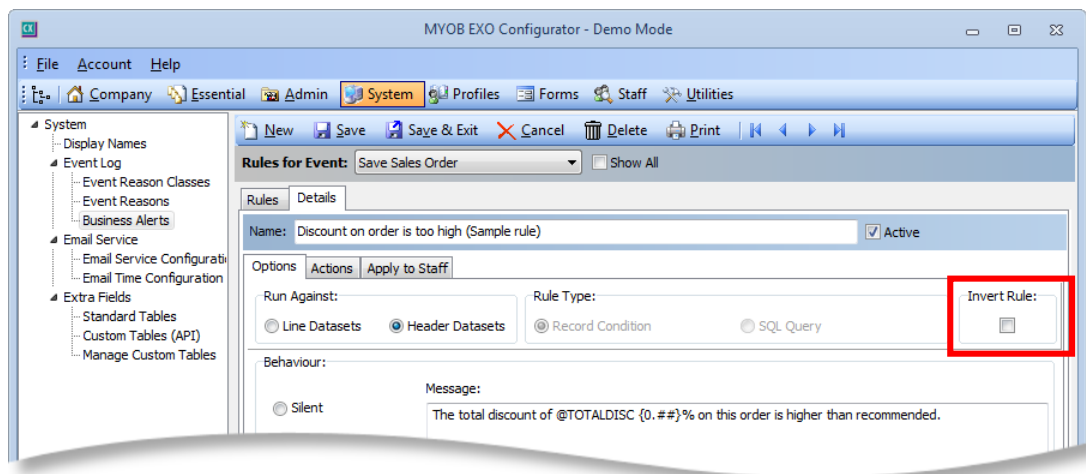 CX MYOB EXO Configurator - Demo Mode
File Account Help
Company Essential Admin System Profiles Forms Staff Utilities
System
Display Names
Event Log
Event Reason Classes
Event Reasons
Business Alerts
Email Service
Email Service Configurati
Email Time Configuration
Extra Fields
Standard Tables
Custom Tables (API)
Manage Custom Tables
New Save Save & Exit Cancel Delete Print
Rules for Event: Save Sales Order Show All
Rules Details
Name: Discount on order is too high (Sample rule) Active
Options Actions Apply to Staff
Run Against: Rule Type: Invert Rule:
Line Datasets Header Datasets Record Condition SQL Query
Behaviour:
Message:
Silent
The total discount of @TOTALDISC {0.##}% on this order is higher than recommended.